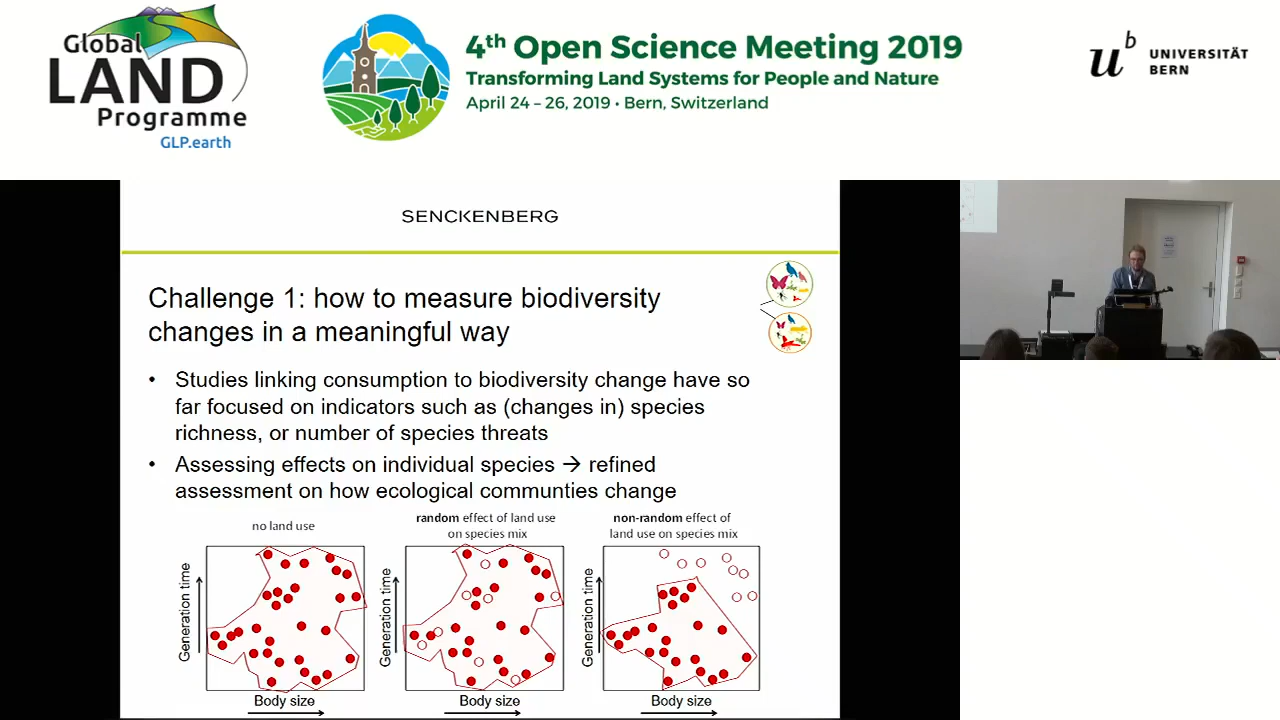 Global
LAND
Programme
GLP.earth
4th Open Science Meeting 2019
Transforming Land Systems for People and Nature
April 24 – 26, 2019 • Bern, Switzerland
u b
UNIVERSITÄT
BERN
SENCKENBERG
Challenge 1: how to measure biodiversity
changes in a meaningful way
• Studies linking consumption to biodiversity change have so
far focused on indicators such as (changes in) species
richness, or number of species threats
• Assessing effects on individual species → refined
assessment on how ecological communties change
no land use
random effect of land use
on species mix
non-random effect of
land use on species mix
Generation time
Generation time
Generation time
Body size
Body size
Body size